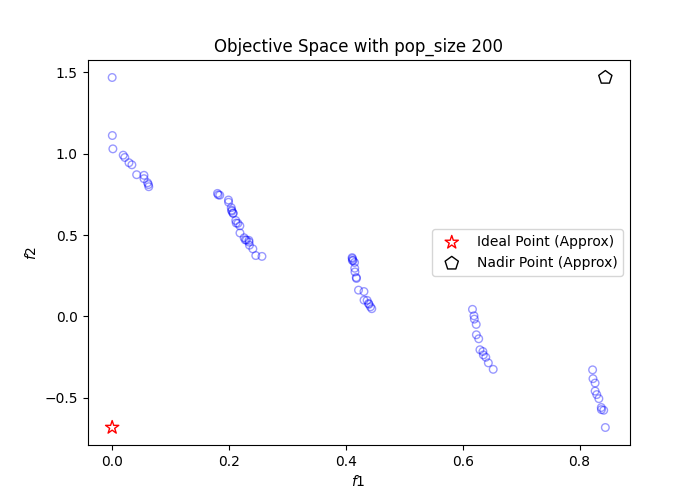 Objective Space with pop_size 200
1.5
1.0
0.5
0.0
−0.5
f2
Ideal Point (Approx)
Nadir Point (Approx)
0.0 0.2 0.4 0.6 0.8
f1